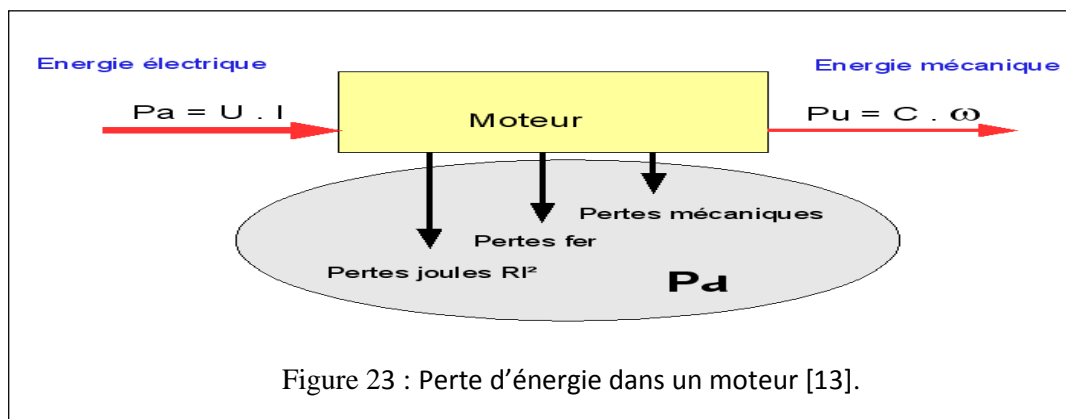 Energie électrique
Energie mécanique
Pa = U . I
Moteur
Pu = C . ω
Pertes mécaniques
Pertes fer
Pertes joules RI²
Pd
Figure 23 : Perte d’énergie dans un moteur [13].